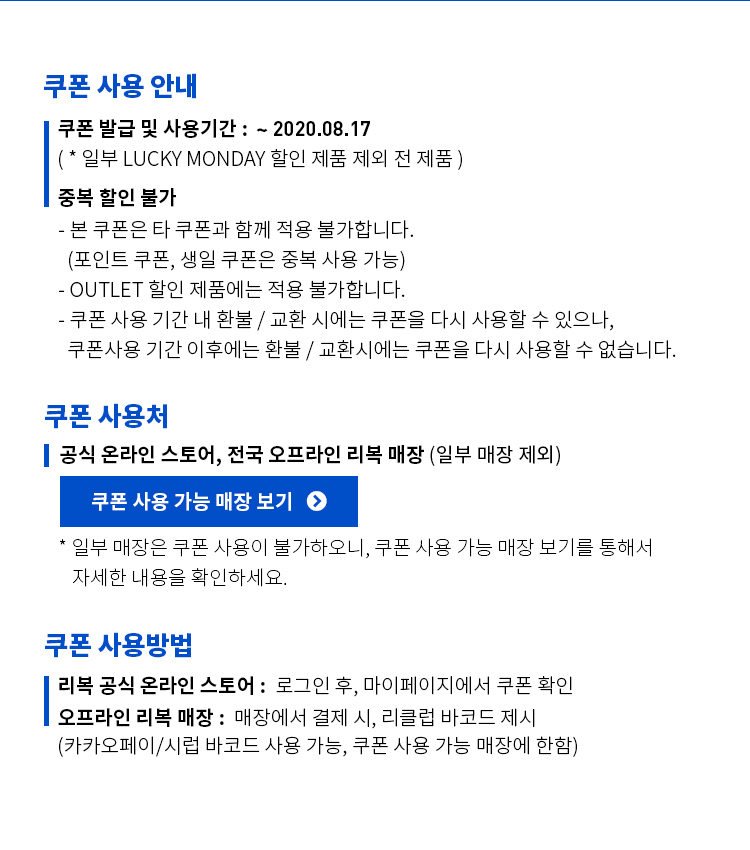 쿠폰 사용 안내
쿠폰 발급 및 사용기간 : ~ 2020.08.17
( * 일부 LUCKY MONDAY 할인 제품 제외 전 제품 )
중복 할인 불가
- 본 쿠폰은 타 쿠폰과 함께 적용 불가합니다.
(포인트 쿠폰, 생일 쿠폰은 중복 사용 가능)
- OUTLET 할인 제품에는 적용 불가합니다.
- 쿠폰 사용 기간 내 환불 / 교환 시에는 쿠폰을 다시 사용할 수 있으나,
쿠폰사용 기간 이후에는 환불 / 교환시에는 쿠폰을 다시 사용할 수 없습니다.
쿠폰 사용처
공식 온라인 스토어, 전국 오프라인 리복 매장 (일부 매장 제외)
쿠폰 사용 가능 매장 보기
* 일부 매장은 쿠폰 사용이 불가하오니, 쿠폰 사용 가능 매장 보기를 통해서
자세한 내용을 확인하세요.
쿠폰 사용방법
리복 공식 온라인 스토어 : 로그인 후, 마이페이지에서 쿠폰 확인
오프라인 리복 매장 : 매장에서 결제 시, 리클럽 바코드 제시
(카카오페이/시럽 바코드 사용 가능, 쿠폰 사용 가능 매장에 한함)